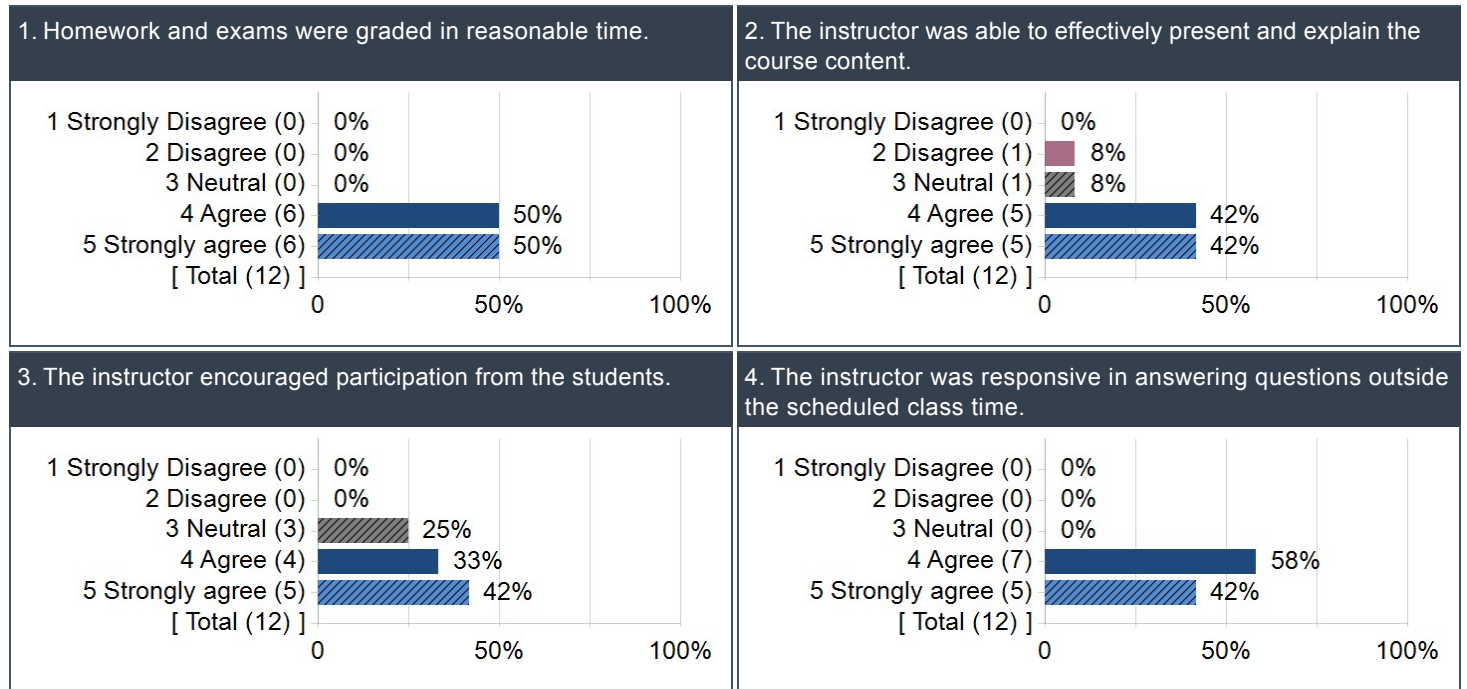 1. Homework and exams were graded in reasonable time.
1 Strongly Disagree (0) 0%
2 Disagree (0) 0%
3 Neutral (0) 0%
4 Agree (6) 50%
5 Strongly agree (6) 50%
[ Total (12) ]
0 50% 100%
2. The instructor was able to effectively present and explain the
course content.
1 Strongly Disagree (0) 0%
2 Disagree (1) 8%
3 Neutral (1) 8%
4 Agree (5) 42%
5 Strongly agree (5) 42%
[ Total (12) ]
0 50% 100%
3. The instructor encouraged participation from the students.
1 Strongly Disagree (0) 0%
2 Disagree (0) 0%
3 Neutral (3) 25%
4 Agree (4) 33%
5 Strongly agree (5) 42%
[ Total (12) ]
0 50% 100%
4. The instructor was responsive in answering questions outside
the scheduled class time.
1 Strongly Disagree (0) 0%
2 Disagree (0) 0%
3 Neutral (0) 0%
4 Agree (7) 58%
5 Strongly agree (5) 42%
[ Total (12) ]
0 50% 100%